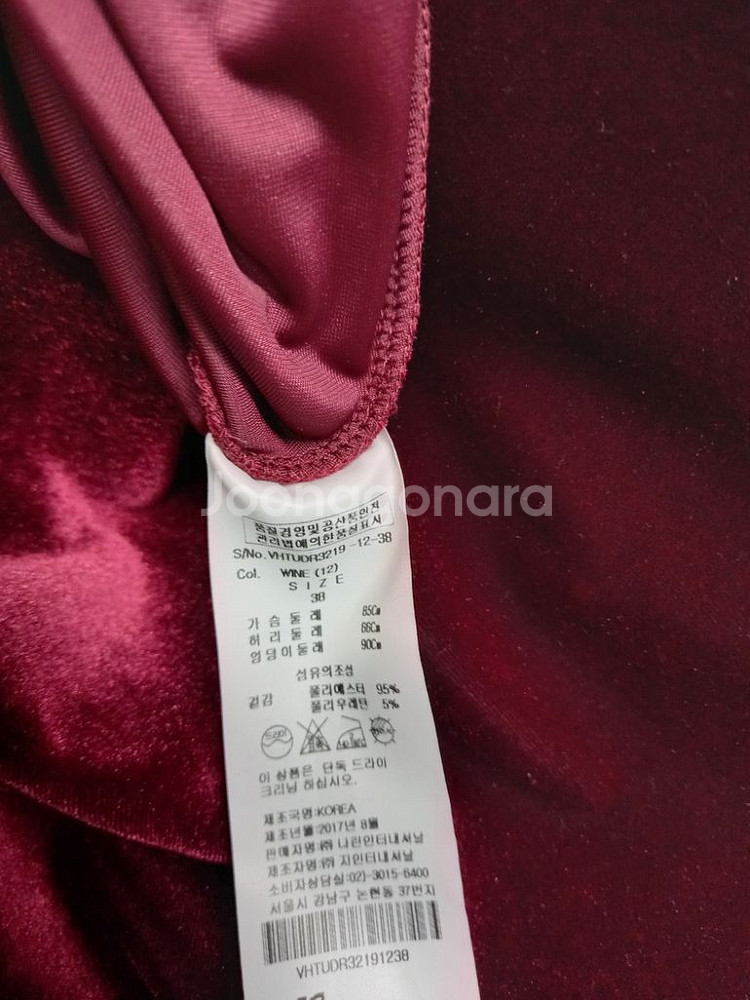 Joonggonara
품질경영및공산품안전
관리법에의한품질표시
S/No. VHTUDR3219 -12-38
Col. WINE (12)
SIZE
38
가슴둘레 85Cm
허리둘레 66Cm
엉덩이둘레 90Cm
섬유의조성
겉감 폴리에스터 95%
폴리우레탄 5%
이 상품은 단독 드라이
크리닝 하십시오.
제조국명:KOREA
제조년월:2017년 8월
판매자명:㈜ 나린인터내셔날
제조자명:㈜ 지인터내셔날
소비자상담실:02)-3015-6400
서울시 강남구 논현동 37번지
VHTUDR32191238